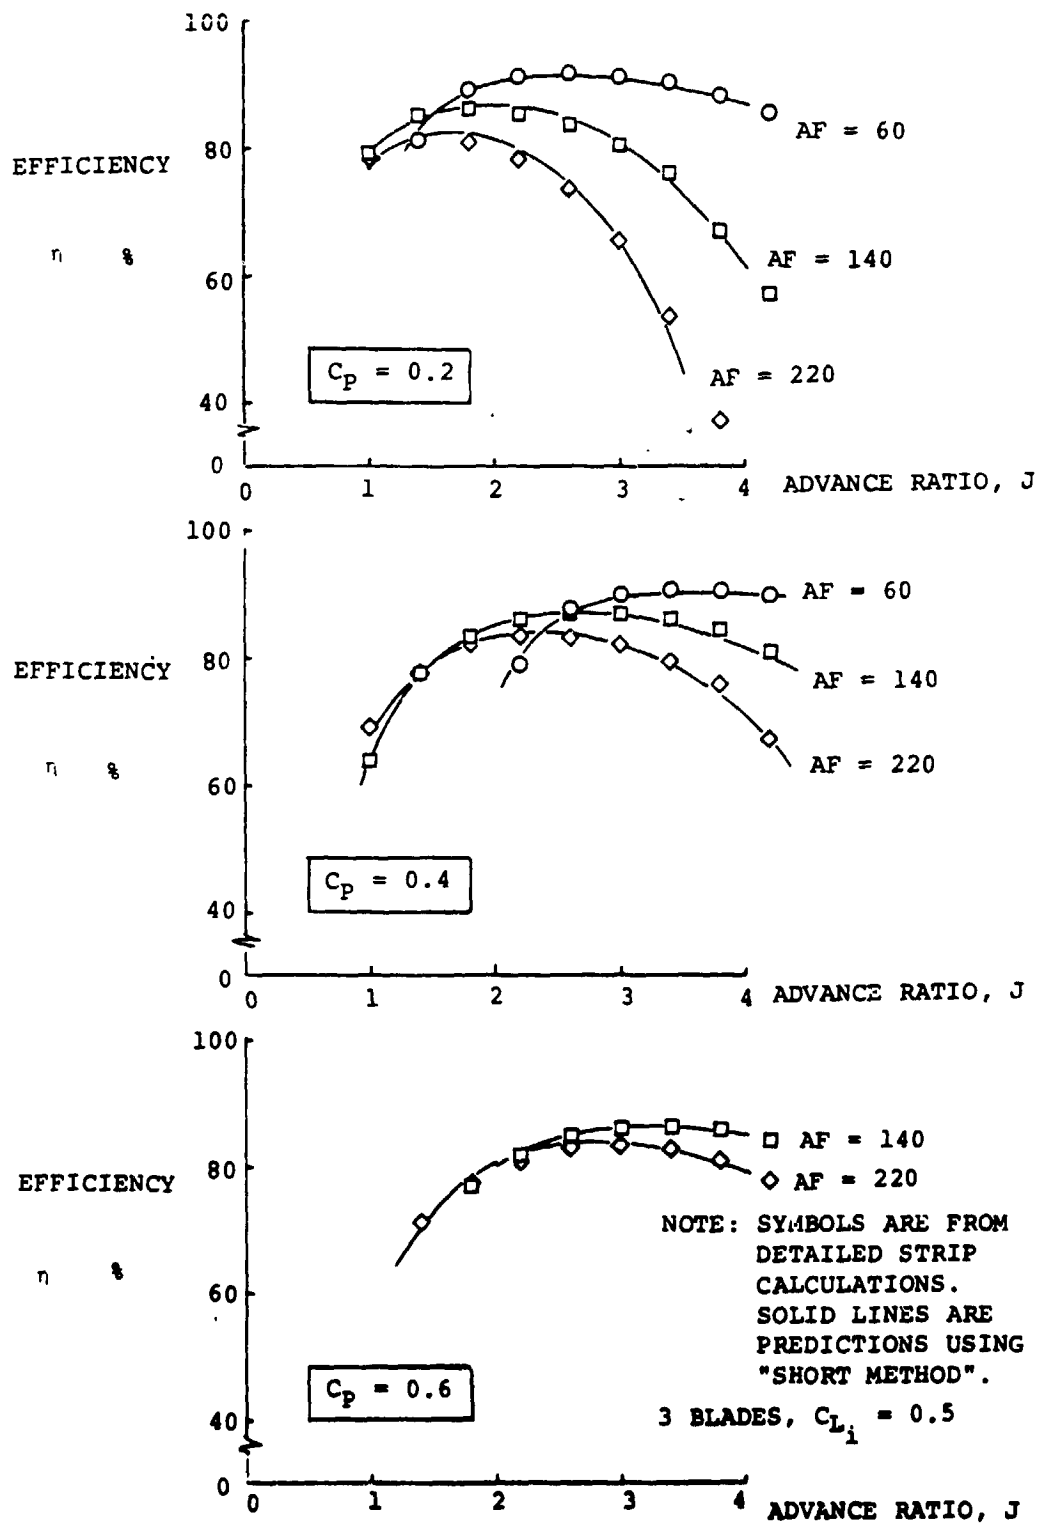 100
AF = 60
80
EFFICIENCY
η %
AF = 140
60
C_P = 0.2
AF = 220
40
0
0 1 2 3 4 ADVANCE RATIO, J
100
AF = 60
80
EFFICIENCY
AF = 140
η %
AF = 220
60
C_P = 0.4
40
0
0 1 2 3 4 ADVANCE RATIO, J
100
AF = 140
80
EFFICIENCY
AF = 220
NOTE: SYMBOLS ARE FROM
DETAILED STRIP
η %
CALCULATIONS.
60
SOLID LINES ARE
PREDICTIONS USING
"SHORT METHOD".
C_P = 0.6
3 BLADES, C_{L_i} = 0.5
40
0
0 1 2 3 4 ADVANCE RATIO, J